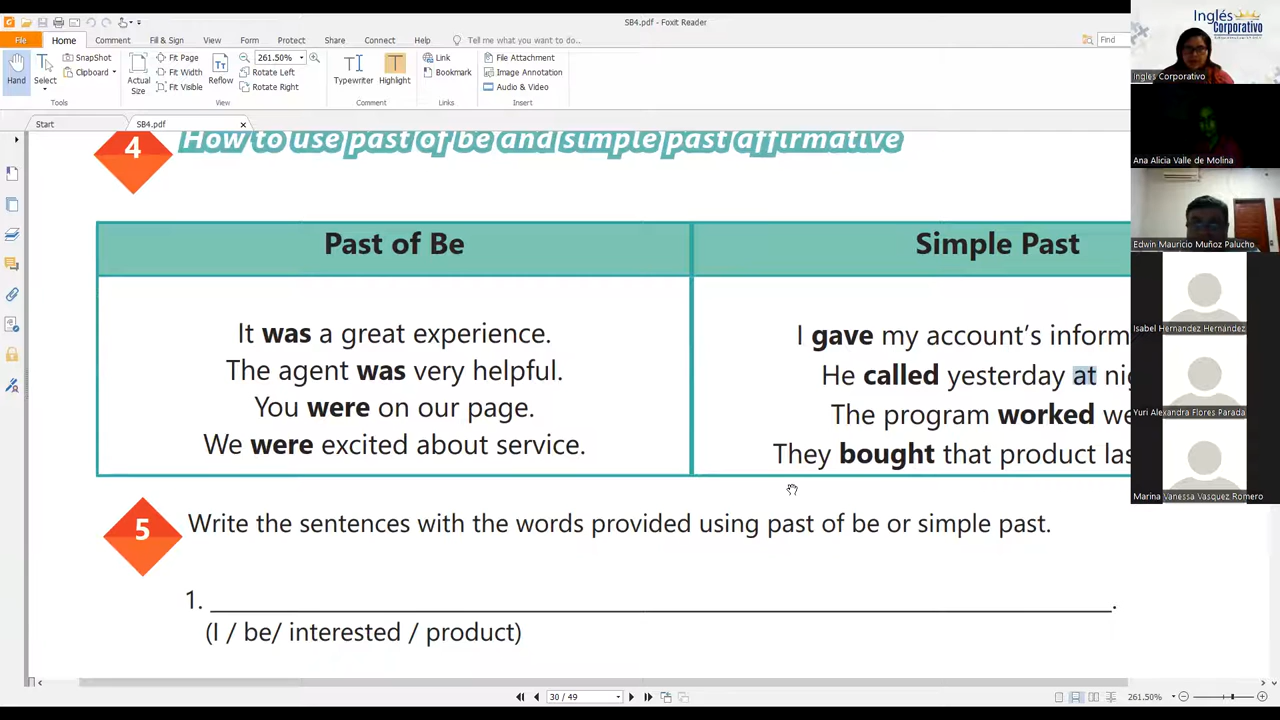 SB4.pdf - Foxit Reader
File Home Comment Fill & Sign View Form Protect Share Connect Help Tell me what you want to do.. Find
Hand
Select
SnapShot
Clipboard
Tools
Actual Size
Fit Page
Fit Width
Fit Visible
Reflow
261.50%
Rotate Left
Rotate Right
View
Typewriter
Highlight
Comment
Link
Bookmark
Links
File Attachment
Image Annotation
Audio & Video
Insert
Start
SB4.pdf
4 How to use past of be and simple past affirmative
Past of Be
It was a great experience.
The agent was very helpful.
You were on our page.
We were excited about service.
Simple Past
I gave my account's inform
He called yesterday at nig
The program worked we
They bought that product las
5 Write the sentences with the words provided using past of be or simple past.
1. ______.
(I / be/ interested / product)
30 / 49
261.50%
Inglés
Corporativo
Ingles Corporativo
Ana Alicia Valle de Molina
Edwin Mauricio Muñoz Palucho
Isabel Hernandez Hernández
Yuri Alexandra Flores Parada
Marina Vanessa Vasquez Romero